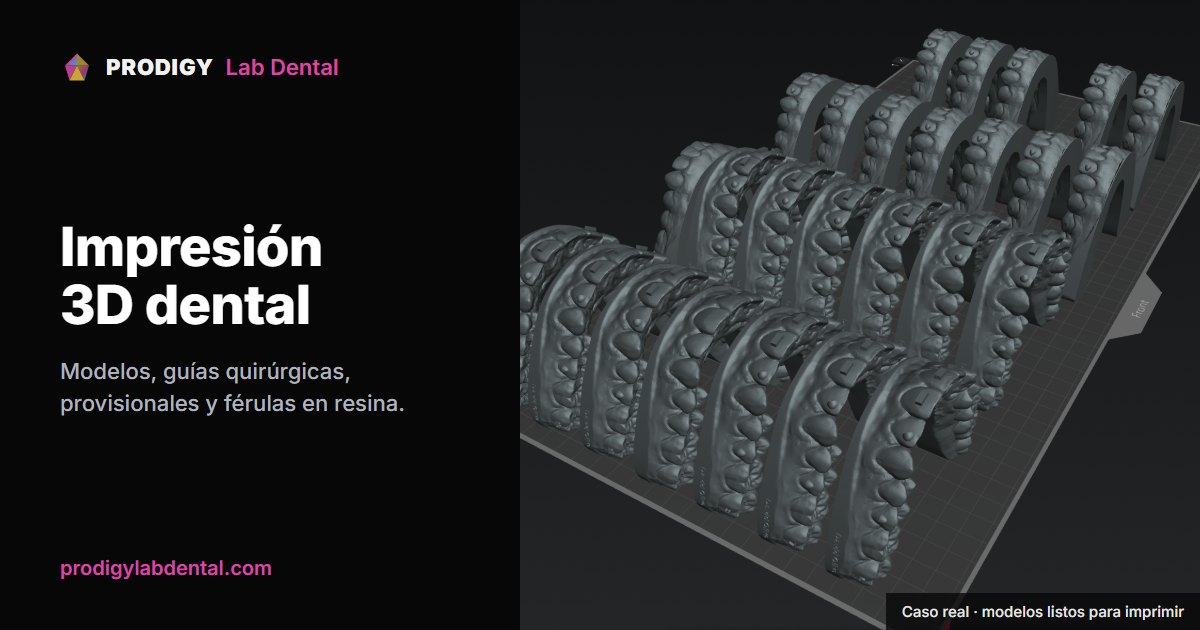 PRODIGY Lab Dental
Impresión
3D dental
Modelos, guías quirúrgicas,
provisionales y férulas en resina.
prodigylabdental.com
Front
Caso real · modelos listos para imprimir